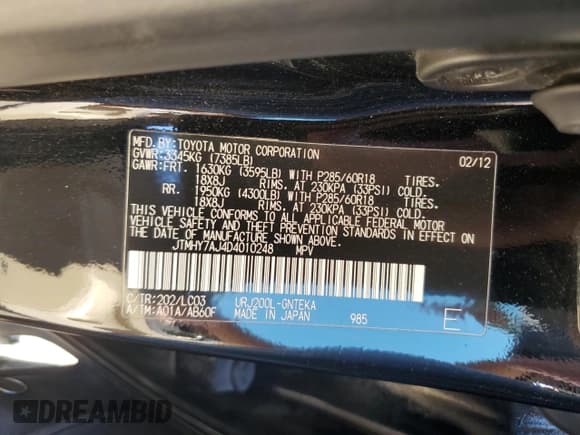 MFD.BY: TOYOTA MOTOR CORPORATION 02/12
GVWR: 3345KG (7385LB)
GAWR: FRT. 1630KG (3595LB) WITH P285/60R18 TIRES.
18X8J RIMS. AT 230KPA (33PSI) COLD.
RR. 1950KG (4300LB) WITH P285/60R18 TIRES.
18X8J RIMS. AT 230KPA (33PSI) COLD.
THIS VEHICLE CONFORMS TO ALL APPLICABLE FEDERAL MOTOR
VEHICLE SAFETY AND THEFT PREVENTION STANDARDS IN EFFECT ON
THE DATE OF MANUFACTURE SHOWN ABOVE.
JTMHY7AJ4D4010248 MPV
C/TR: 202/LC03 URJ200L-GNTEKA
A/TM: A01A/AB60F MADE IN JAPAN 985 E
DREAMBID